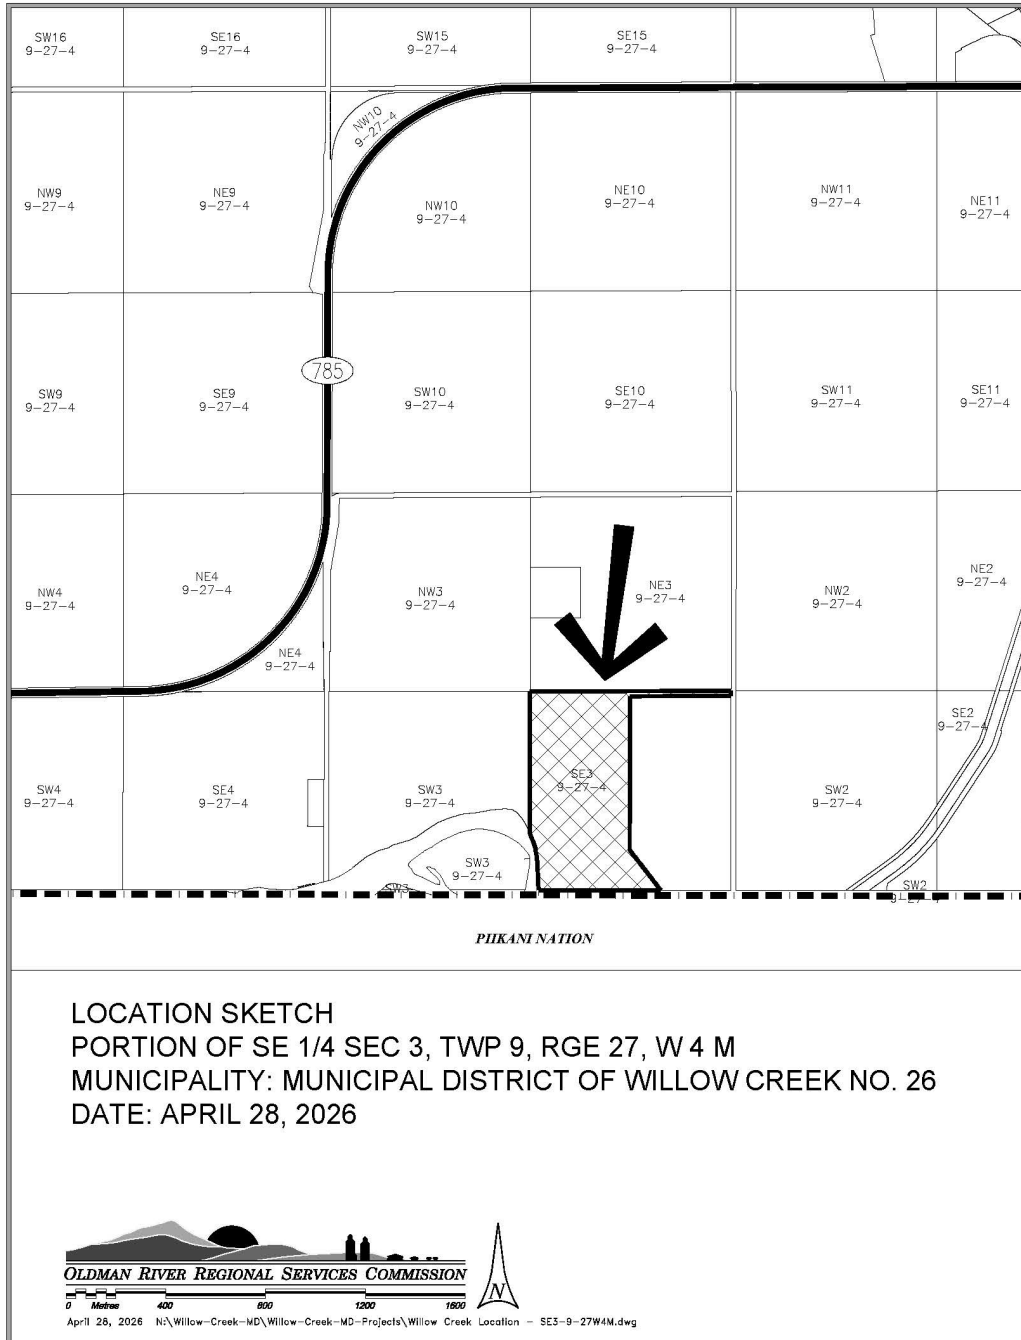 SW16
9-27-4
SE16
9-27-4
SW15
9-27-4
SE15
9-27-4
NW10
9-27-4
NW9
9-27-4
NE9
9-27-4
NW10
9-27-4
NE10
9-27-4
NW11
9-27-4
NE11
9-27-4
785
SW9
9-27-4
SE9
9-27-4
SW10
9-27-4
SE10
9-27-4
SW11
9-27-4
SE11
9-27-4
NW4
9-27-4
NE4
9-27-4
NW3
9-27-4
NE3
9-27-4
NW2
9-27-4
NE2
9-27-4
NE4
9-27-4
SE2
9-27-4
SW4
9-27-4
SE4
9-27-4
SW3
9-27-4
SE3
9-27-4
SW2
9-27-4
SW3
9-27-4
SW3
SW2
9-27-4
PIIKANI NATION
LOCATION SKETCH
PORTION OF SE 1/4 SEC 3, TWP 9, RGE 27, W 4 M
MUNICIPALITY: MUNICIPAL DISTRICT OF WILLOW CREEK NO. 26
DATE: APRIL 28, 2026
OLDMAN RIVER REGIONAL SERVICES COMMISSION
N
0 Metres 400 800 1200 1600
April 28, 2026 N:\Willow-Creek-MD\Willow-Creek-MD-Projects\Willow Creek Location - SE3-9-27W4M.dwg